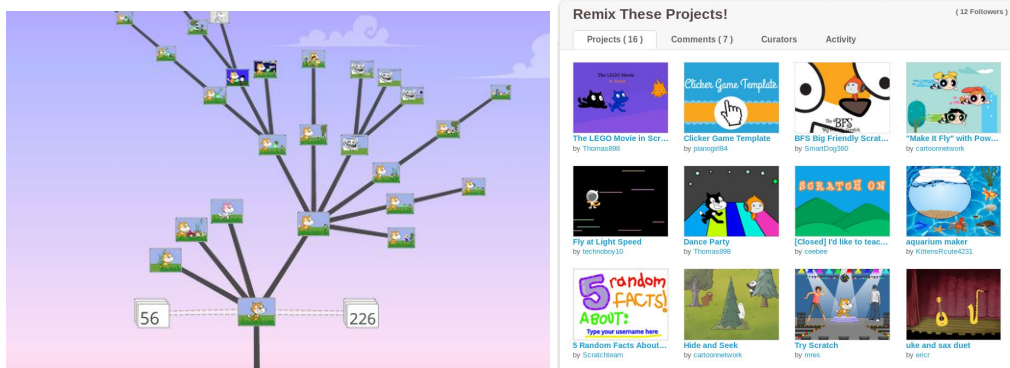 56
226
Remix These Projects!
( 12 Followers )
Projects ( 16 )
Comments ( 7 )
Curators
Activity
The LEGO Movie
Clicker Game Template
The BFS
SCRATCH ON
The LEGO Movie in Scr...
by Thomas898
Clicker Game Template
by pianogirl64
BFS Big Friendly Scrat...
by SmartDog360
"Make It Fly" with Pow...
by cartoonnetwork
Fly at Light Speed
by technoboy10
Dance Party
by Thomas898
[Closed] I'd like to teac...
by ceebee
aquarium maker
by KittensRcute4231
5 random
FACTS!
ABOUT:
Type your username here
5 Random Facts About...
by Scratchteam
Hide and Seek
by cartoonnetwork
Try Scratch
by mres
uke and sax duet
by ericr